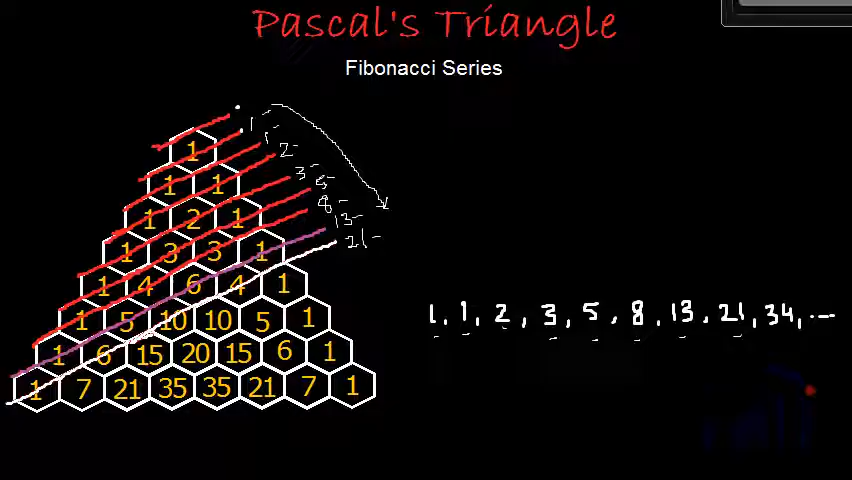 Pascal's Triangle
Fibonacci Series
1
1 1
1 2 1
1 3 3 1
1 4 6 4 1
1 5 10 10 5 1
1 6 15 20 15 6 1
1 7 21 35 35 21 7 1
1
1
2
3
5
8
13
21
1, 1, 2, 3, 5, 8, 13, 21, 34, ...